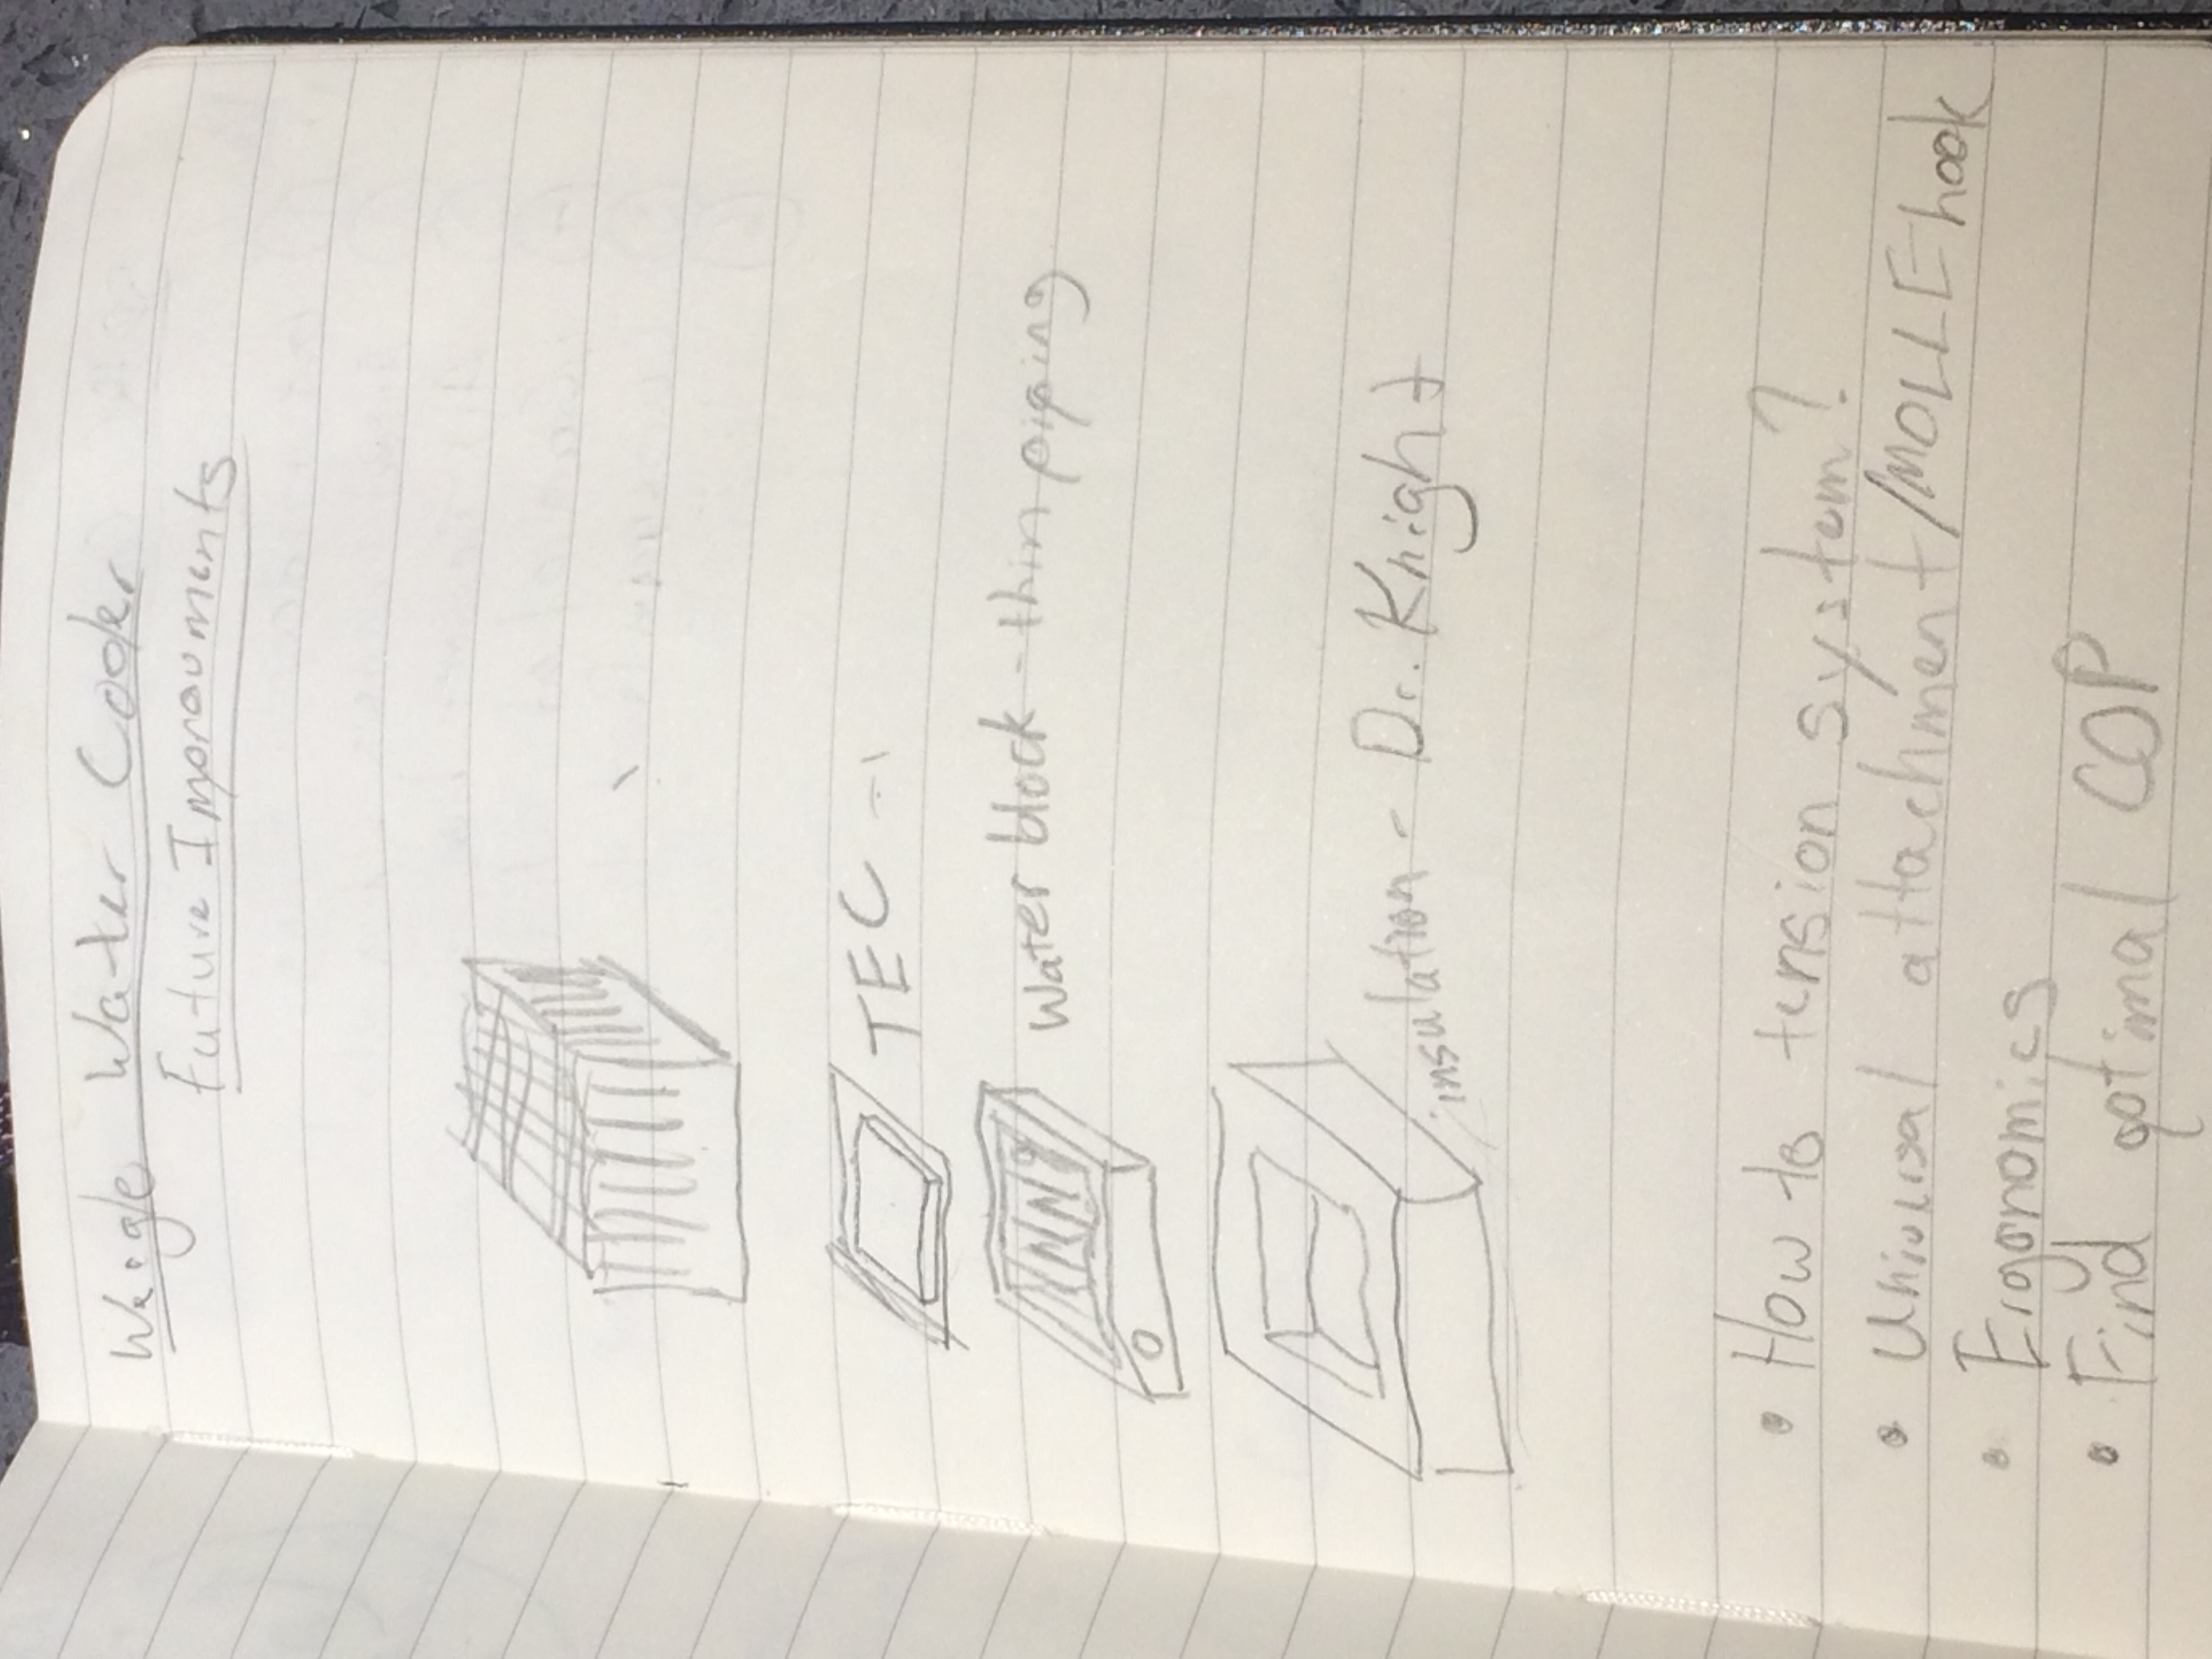 Weigle Water Cooler
Future Improvments
TEC
Water block - thin piping
insulation - Dr. Knight
• How to tension system?
• Universal attachment/MOLLE hook
• Ergonomics
• Find optimal COP